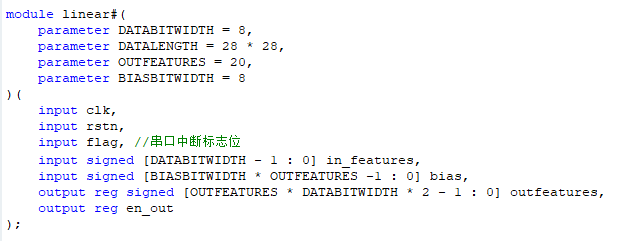 module linear#(
    parameter DATABITWIDTH = 8,
    parameter DATALENGTH = 28 * 28,
    parameter OUTFEATURES = 20,
    parameter BIASBITWIDTH = 8
)(
    input clk,
    input rstn,
    input flag, //串口中断标志位
    input signed [DATABITWIDTH - 1 : 0] in_features,
    input signed [BIASBITWIDTH * OUTFEATURES -1 : 0] bias,
    output reg signed [OUTFEATURES * DATABITWIDTH * 2 - 1 : 0] outfeatures,
    output reg en_out
);